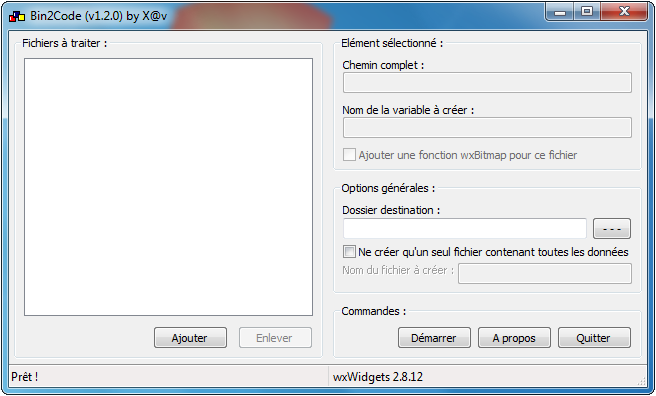 Bin2Code (v1.2.0) by X@v
Fichiers à traiter :
Ajouter
Enlever
Elément sélectionné :
Chemin complet :
Nom de la variable à créer :
Ajouter une fonction wxBitmap pour ce fichier
Options générales :
Dossier destination :
---
Ne créer qu'un seul fichier contenant toutes les données
Nom du fichier à créer :
Commandes :
Démarrer
A propos
Quitter
Prêt !
wxWidgets 2.8.12